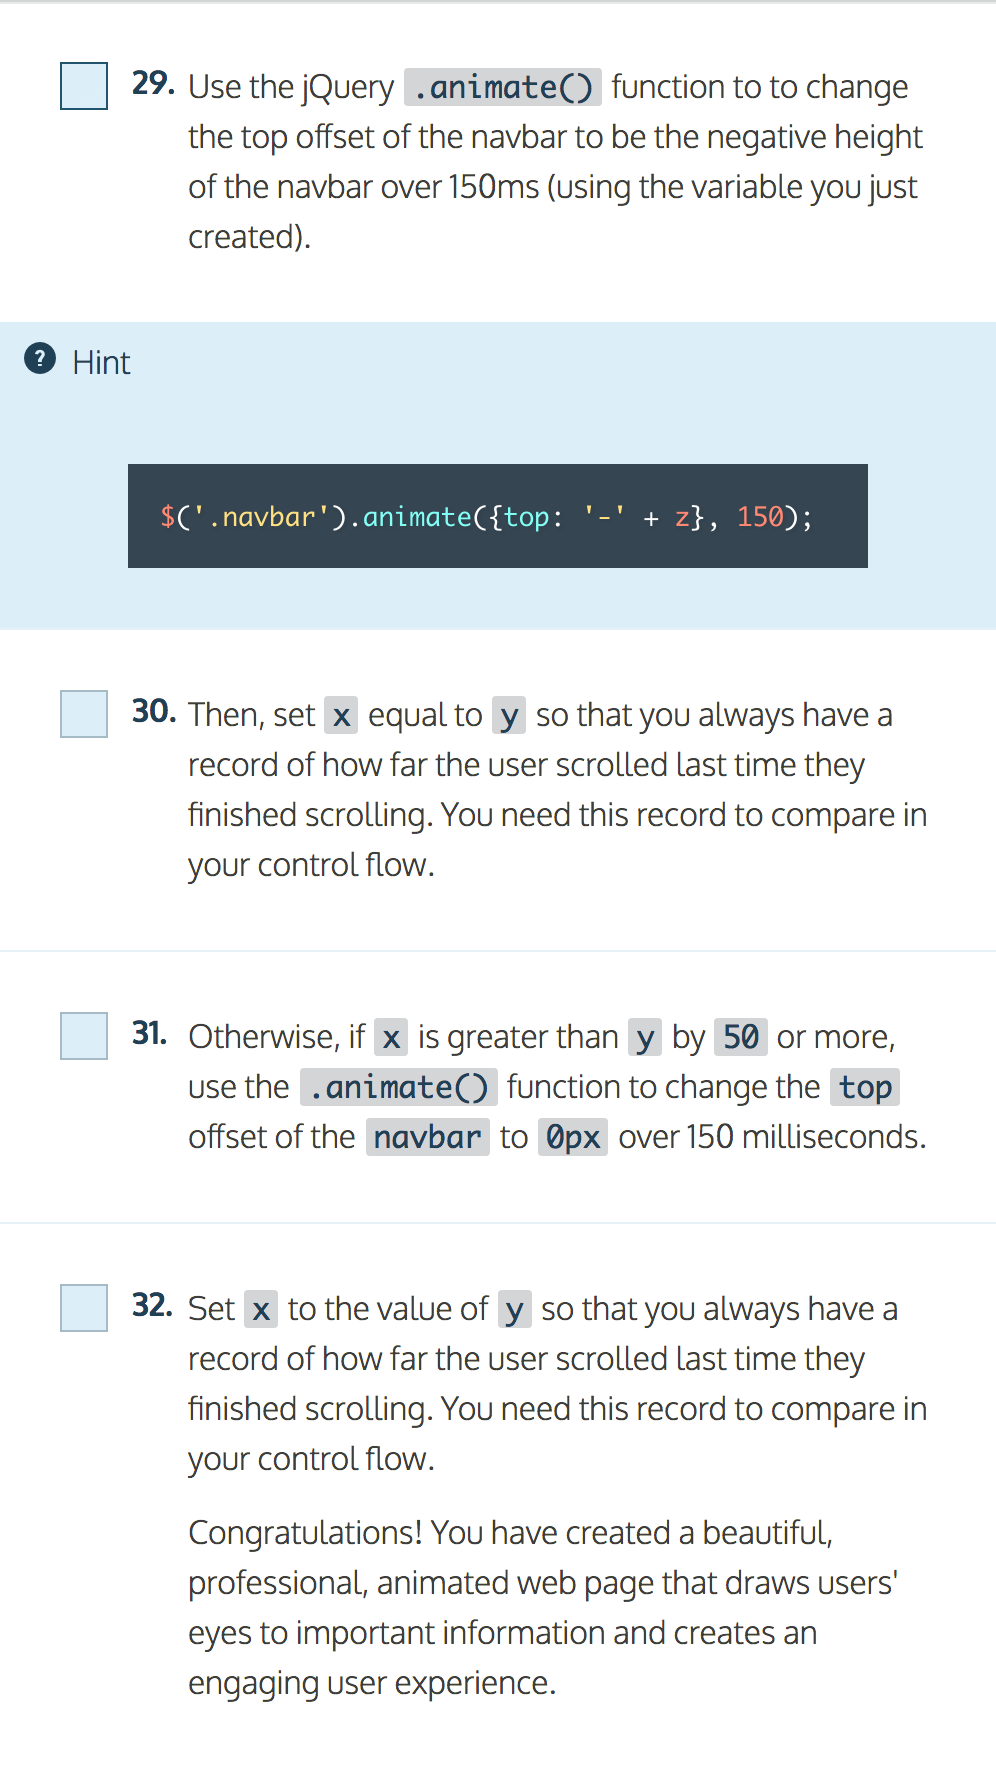 29. Use the jQuery .animate() function to to change
the top offset of the navbar to be the negative height
of the navbar over 150ms (using the variable you just
created).
? Hint
$('.navbar').animate({top: '-' + z}, 150);
30. Then, set x equal to y so that you always have a
record of how far the user scrolled last time they
finished scrolling. You need this record to compare in
your control flow.
31. Otherwise, if x is greater than y by 50 or more,
use the .animate() function to change the top
offset of the navbar to 0px over 150 milliseconds.
32. Set x to the value of y so that you always have a
record of how far the user scrolled last time they
finished scrolling. You need this record to compare in
your control flow.
Congratulations! You have created a beautiful,
professional, animated web page that draws users'
eyes to important information and creates an
engaging user experience.